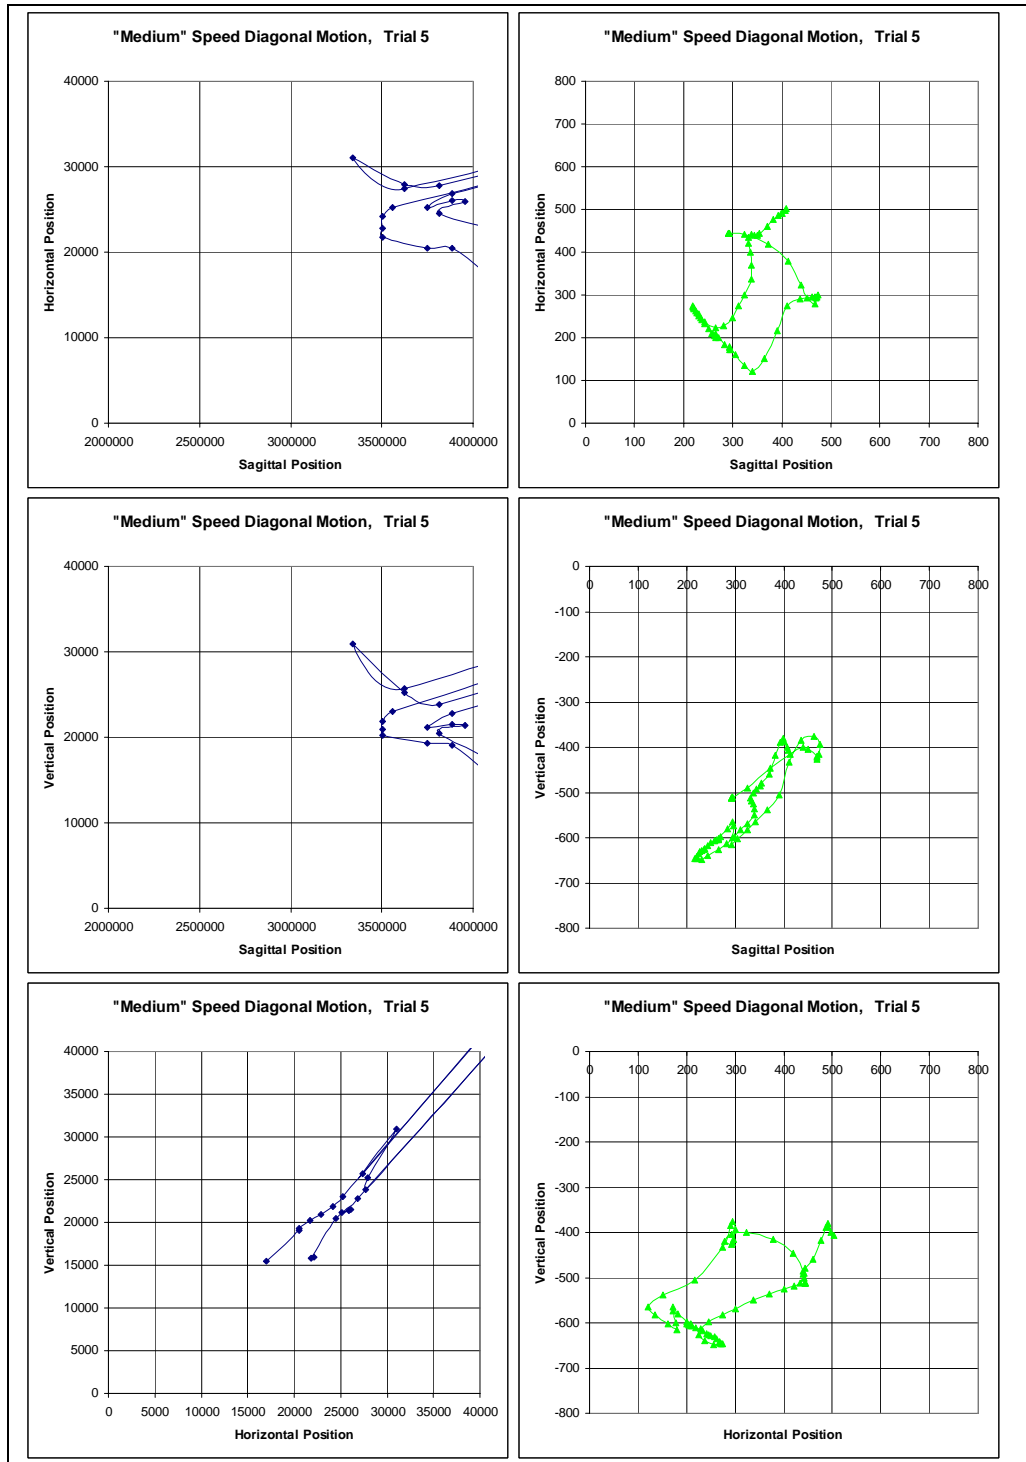 "Medium" Speed Diagonal Motion, Trial 5
40000
30000
20000
10000
0
Horizontal Position
2000000 2500000 3000000 3500000 4000000
Sagittal Position
"Medium" Speed Diagonal Motion, Trial 5
800
700
600
500
400
300
200
100
0
Horizontal Position
0 100 200 300 400 500 600 700 800
Sagittal Position
"Medium" Speed Diagonal Motion, Trial 5
40000
30000
20000
10000
0
Vertical Position
2000000 2500000 3000000 3500000 4000000
Sagittal Position
"Medium" Speed Diagonal Motion, Trial 5
0
-100
-200
-300
-400
-500
-600
-700
-800
Vertical Position
0 100 200 300 400 500 600 700 800
Sagittal Position
"Medium" Speed Diagonal Motion, Trial 5
40000
35000
30000
25000
20000
15000
10000
5000
0
Vertical Position
0 5000 10000 15000 20000 25000 30000 35000 40000
Horizontal Position
"Medium" Speed Diagonal Motion, Trial 5
0
-100
-200
-300
-400
-500
-600
-700
-800
Vertical Position
0 100 200 300 400 500 600 700 800
Horizontal Position